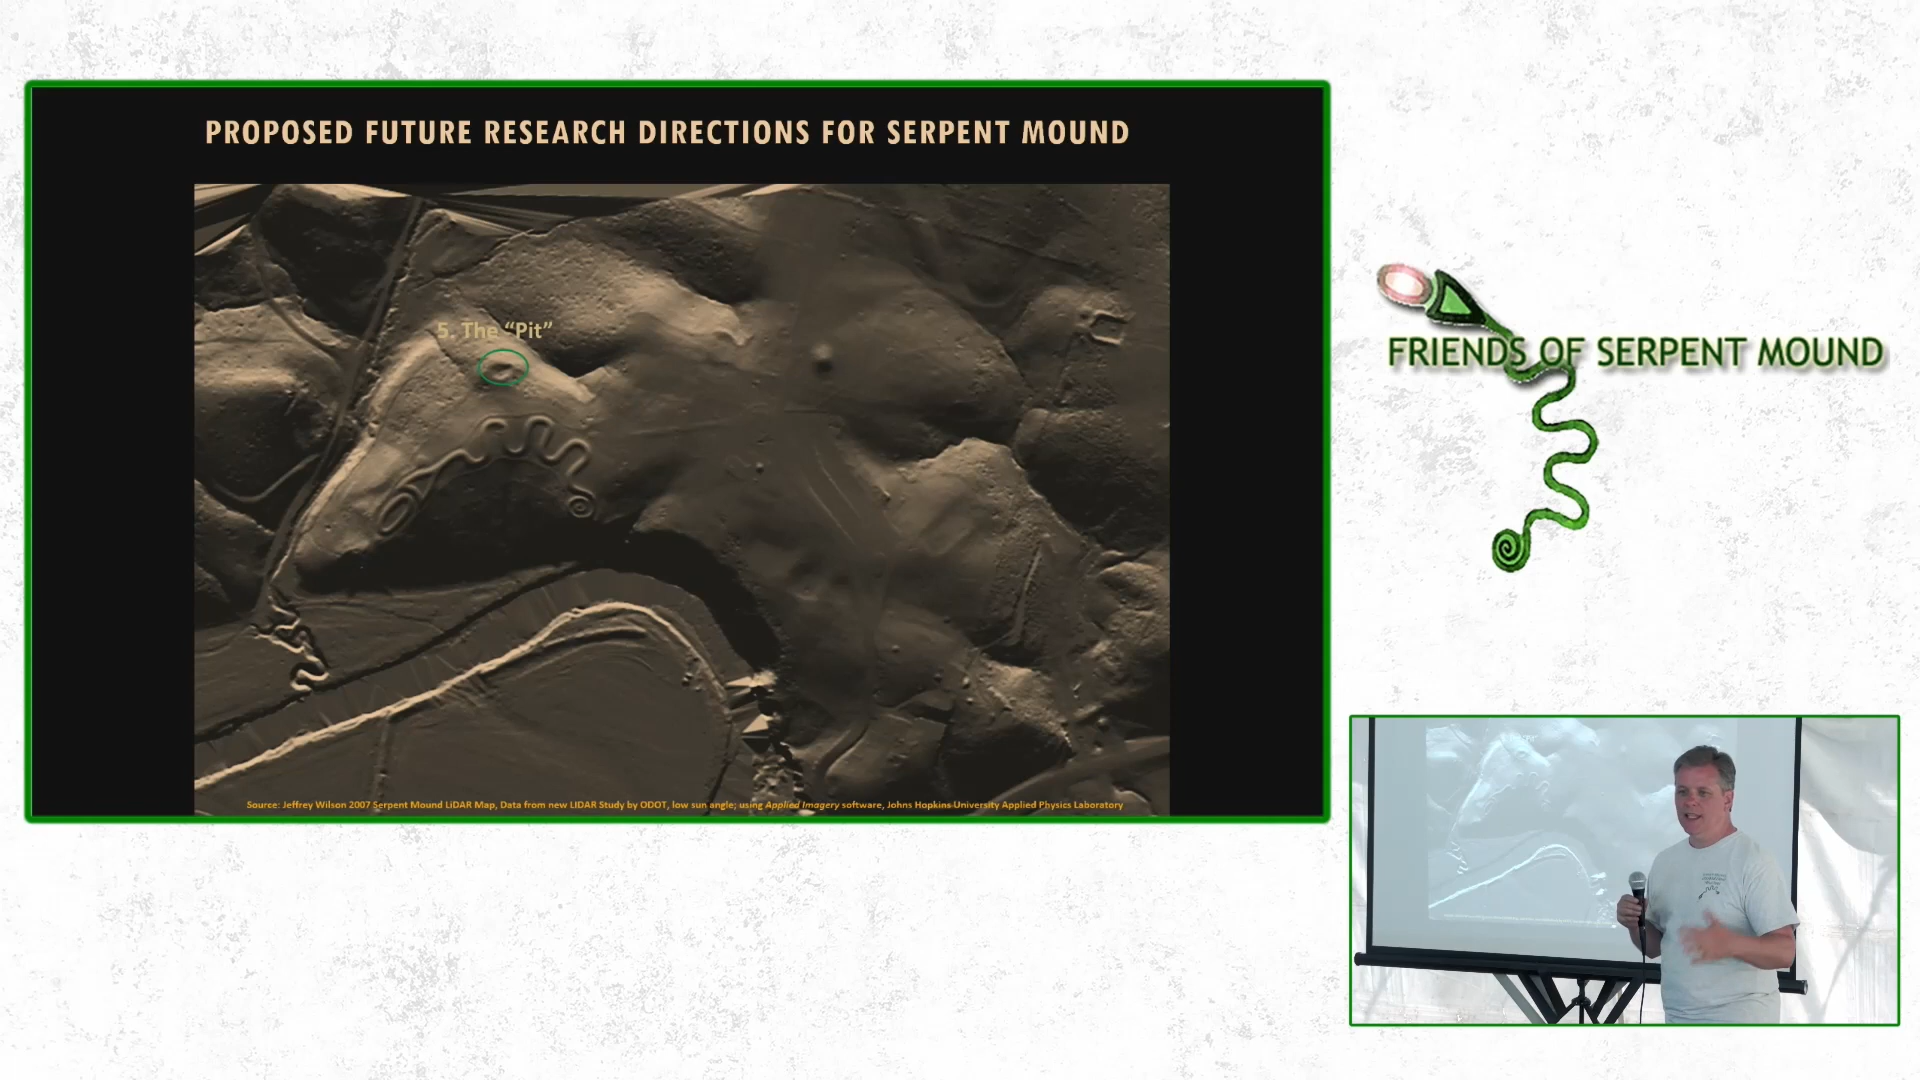 PROPOSED FUTURE RESEARCH DIRECTIONS FOR SERPENT MOUND
5. The “Pit”
Source: Jeffrey Wilson 2007 Serpent Mound LiDAR Map, Data from new LIDAR Study by ODOT, low sun angle; using Applied Imagery software, Johns Hopkins University Applied Physics Laboratory
FRIENDS OF SERPENT MOUND